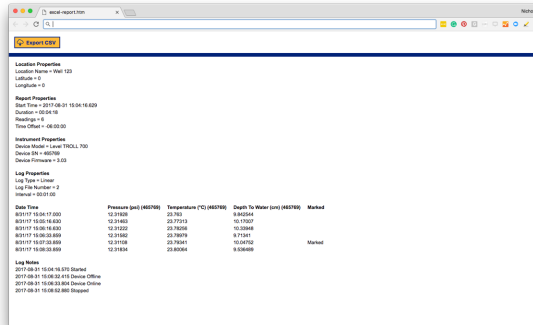 excel-report.htm
Nicho
Export CSV
Location Properties
Location Name = Well 123
Latitude = 0
Longitude = 0
Report Properties
Start Time = 2017-08-31 15:04:16.629
Duration = 00:04:18
Readings = 6
Time Offset = -06:00:00
Instrument Properties
Device Model = Level TROLL 700
Device SN = 465769
Device Firmware = 3.03
Log Properties
Log Type = Linear
Log File Number = 2
Interval = 00:01:00
Date Time Pressure (psi) (465769) Temperature (°C) (465769) Depth To Water (cm) (465769) Marked
8/31/17 15:04:17.000 12.31928 23.763 9.842544
8/31/17 15:05:16.630 12.31463 23.77313 10.17007
8/31/17 15:06:16.630 12.31222 23.78256 10.33948
8/31/17 15:06:33.859 12.31582 23.78979 9.71341
8/31/17 15:07:33.859 12.31108 23.79341 10.04752 Marked
8/31/17 15:08:33.859 12.31834 23.80064 9.536489
Log Notes
2017-08-31 15:04:16.570 Started
2017-08-31 15:06:32.415 Device Offline
2017-08-31 15:06:33.804 Device Online
2017-08-31 15:08:52.880 Stopped